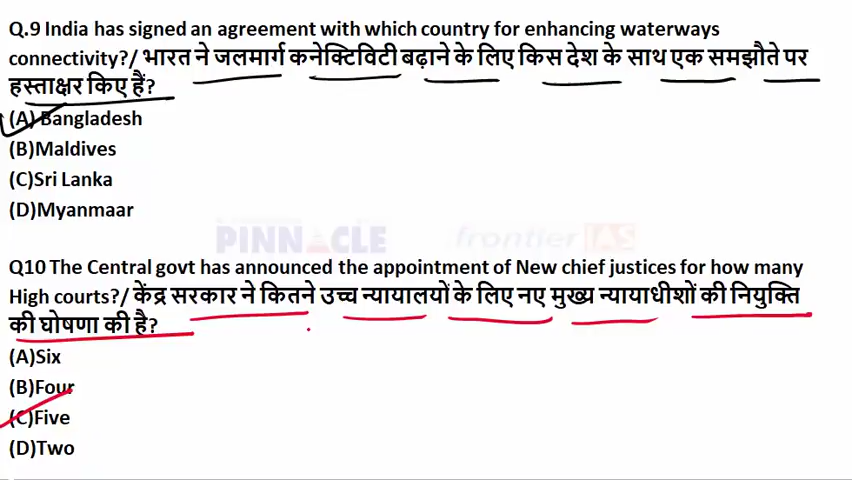 Q.9 India has signed an agreement with which country for enhancing waterways
connectivity?/ भारत ने जलमार्ग कनेक्टिविटी बढ़ाने के लिए किस देश के साथ एक समझौते पर
हस्ताक्षर किए हैं?
(A) Bangladesh
(B)Maldives
(C)Sri Lanka
(D)Myanmaar
PINNACLE frontier IAS
Q10 The Central govt has announced the appointment of New chief justices for how many
High courts?/ केंद्र सरकार ने कितने उच्च न्यायालयों के लिए नए मुख्य न्यायाधीशों की नियुक्ति
की घोषणा की है?
(A)Six
(B)Four
(C)Five
(D)Two